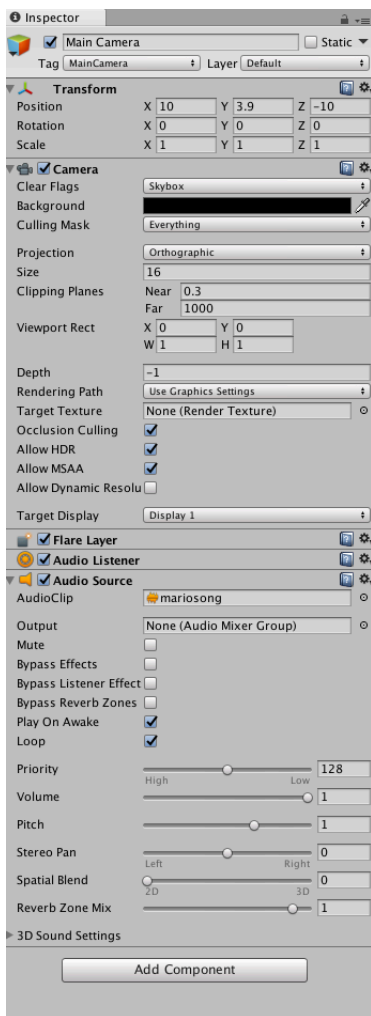 Inspector
Main Camera Static
Tag MainCamera Layer Default
Transform
Position X 10 Y 3.9 Z -10
Rotation X 0 Y 0 Z 0
Scale X 1 Y 1 Z 1
Camera
Clear Flags Skybox
Background
Culling Mask Everything
Projection Orthographic
Size 16
Clipping Planes Near 0.3
Far 1000
Viewport Rect X 0 Y 0
W 1 H 1
Depth -1
Rendering Path Use Graphics Settings
Target Texture None (Render Texture)
Occlusion Culling
Allow HDR
Allow MSAA
Allow Dynamic Resolu
Target Display Display 1
Flare Layer
Audio Listener
Audio Source
AudioClip mariosong
Output None (Audio Mixer Group)
Mute
Bypass Effects
Bypass Listener Effect
Bypass Reverb Zones
Play On Awake
Loop
Priority 128
High Low
Volume 1
Pitch 1
Stereo Pan 0
Left Right
Spatial Blend 0
2D 3D
Reverb Zone Mix 1
3D Sound Settings
Add Component